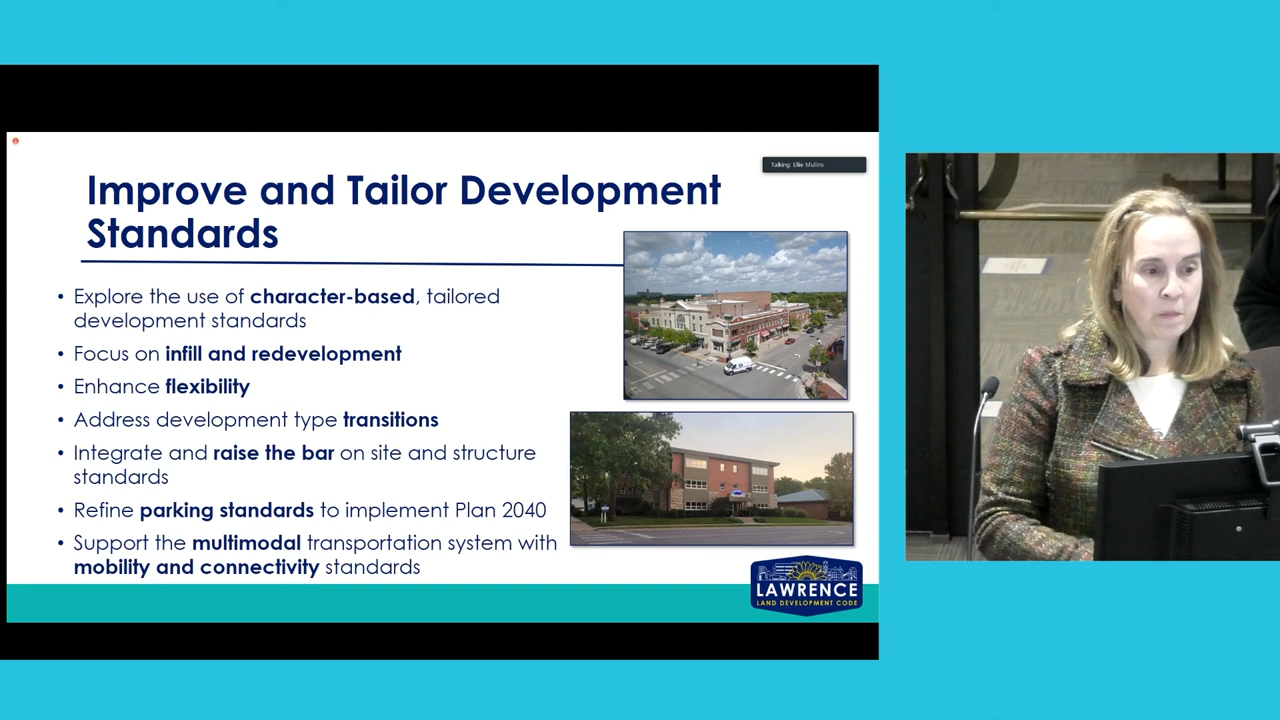 Talking: Ellie Mullins
Improve and Tailor Development
Standards
• Explore the use of character-based, tailored
development standards
• Focus on infill and redevelopment
• Enhance flexibility
• Address development type transitions
• Integrate and raise the bar on site and structure
standards
• Refine parking standards to implement Plan 2040
• Support the multimodal transportation system with
mobility and connectivity standards
LAWRENCE
LAND DEVELOPMENT CODE